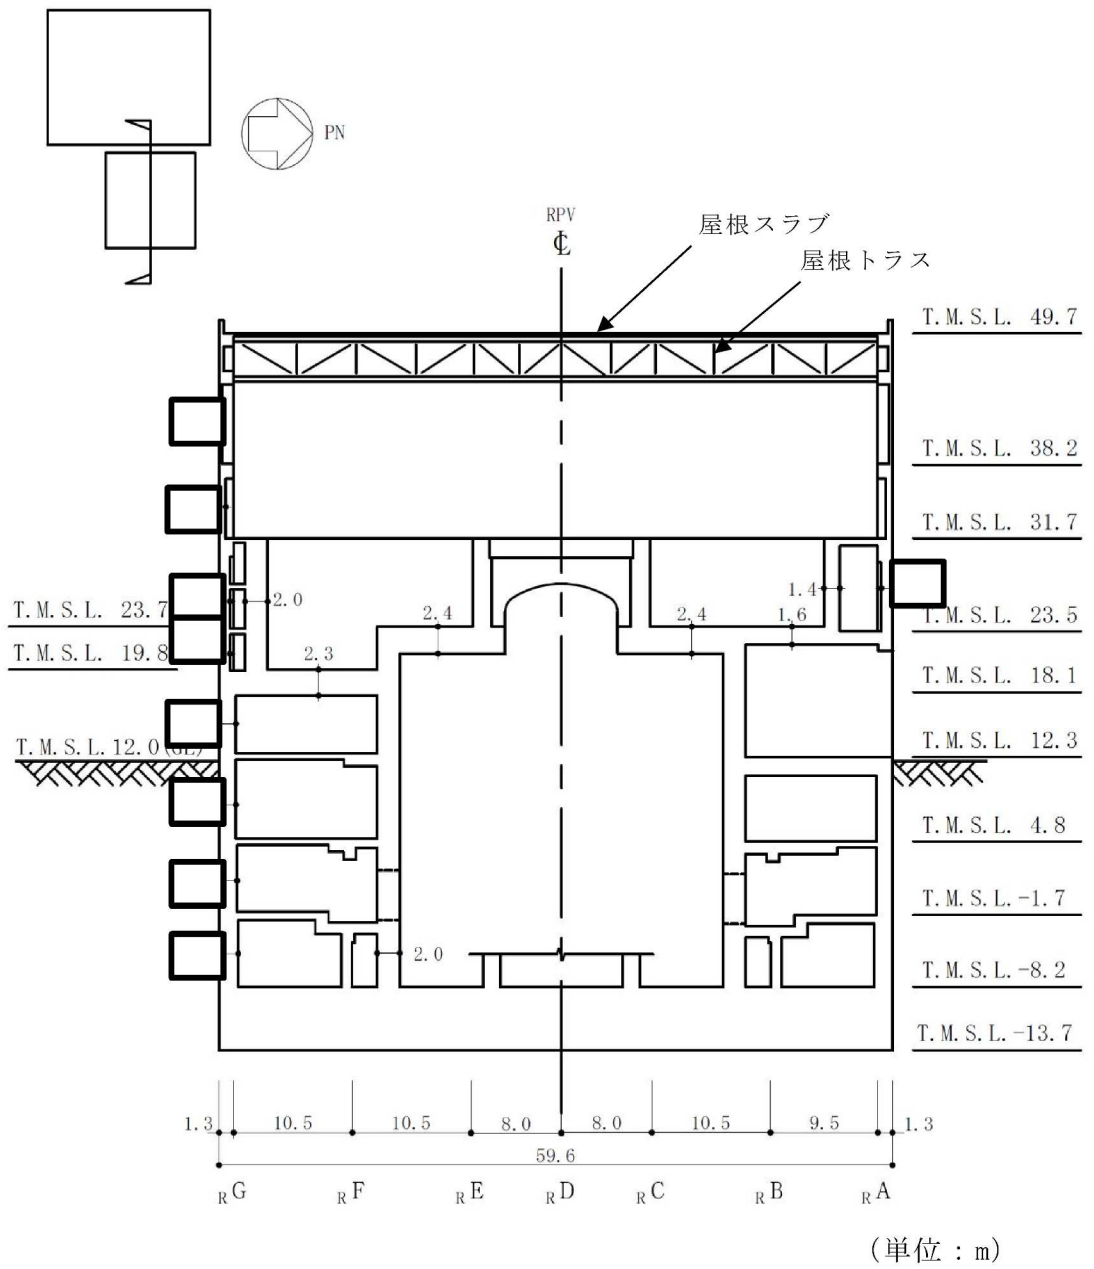 PN
RPV
℄
屋根スラブ
屋根トラス
T.M.S.L. 49.7
T.M.S.L. 38.2
T.M.S.L. 31.7
T.M.S.L. 23.7
T.M.S.L. 19.8
T.M.S.L.12.0(GL)
2.0
2.4
2.3
2.4
1.4
1.6
T.M.S.L. 23.5
T.M.S.L. 18.1
T.M.S.L. 12.3
T.M.S.L. 4.8
T.M.S.L.-1.7
2.0
T.M.S.L.-8.2
T.M.S.L.-13.7
1.3 10.5 10.5 8.0 8.0 10.5 9.5 1.3
59.6
RG RF RE RD RC RB RA
(単位：m)